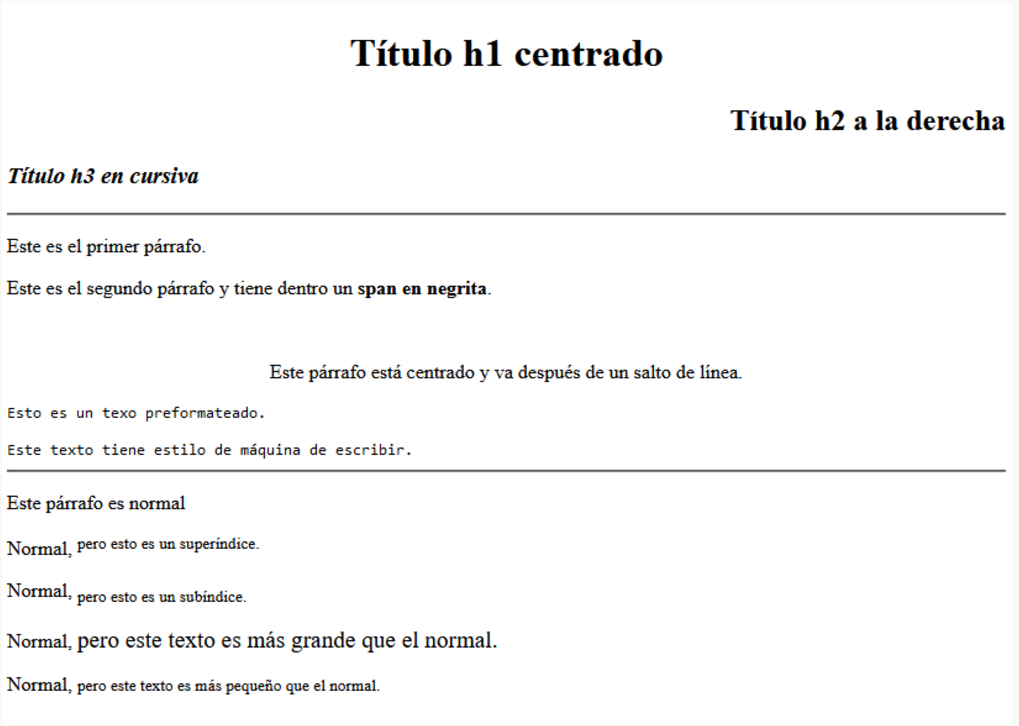 Título h1 centrado
Título h2 a la derecha
Título h3 en cursiva
Este es el primer párrafo.
Este es el segundo párrafo y tiene dentro un span en negrita.
Este párrafo está centrado y va después de un salto de línea.
Esto es un texo preformateado.
Este texto tiene estilo de máquina de escribir.
Este párrafo es normal
Normal, pero esto es un superíndice.
Normal, pero esto es un subíndice.
Normal, pero este texto es más grande que el normal.
Normal, pero este texto es más pequeño que el normal.